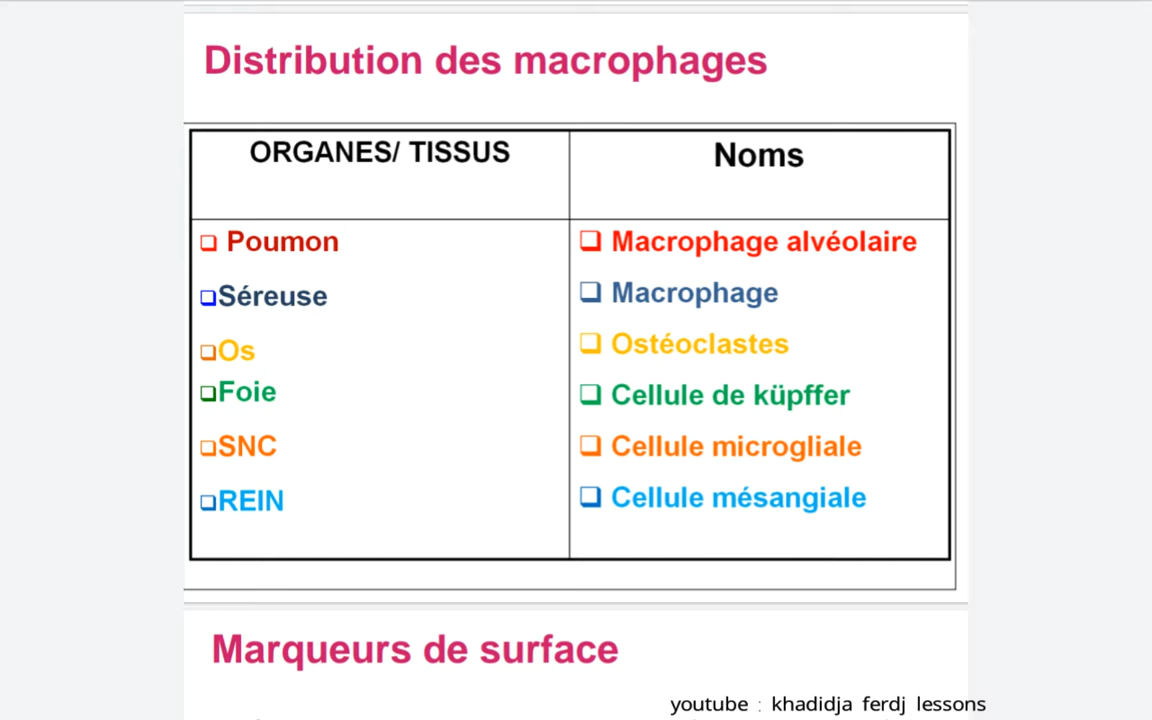 Distribution des macrophages
ORGANES/ TISSUS
Noms
Poumon
Macrophage alvéolaire
Séreuse
Macrophage
Os
Ostéoclastes
Foie
Cellule de küpffer
SNC
Cellule microgliale
REIN
Cellule mésangiale
Marqueurs de surface
youtube : khadidja ferdj lessons